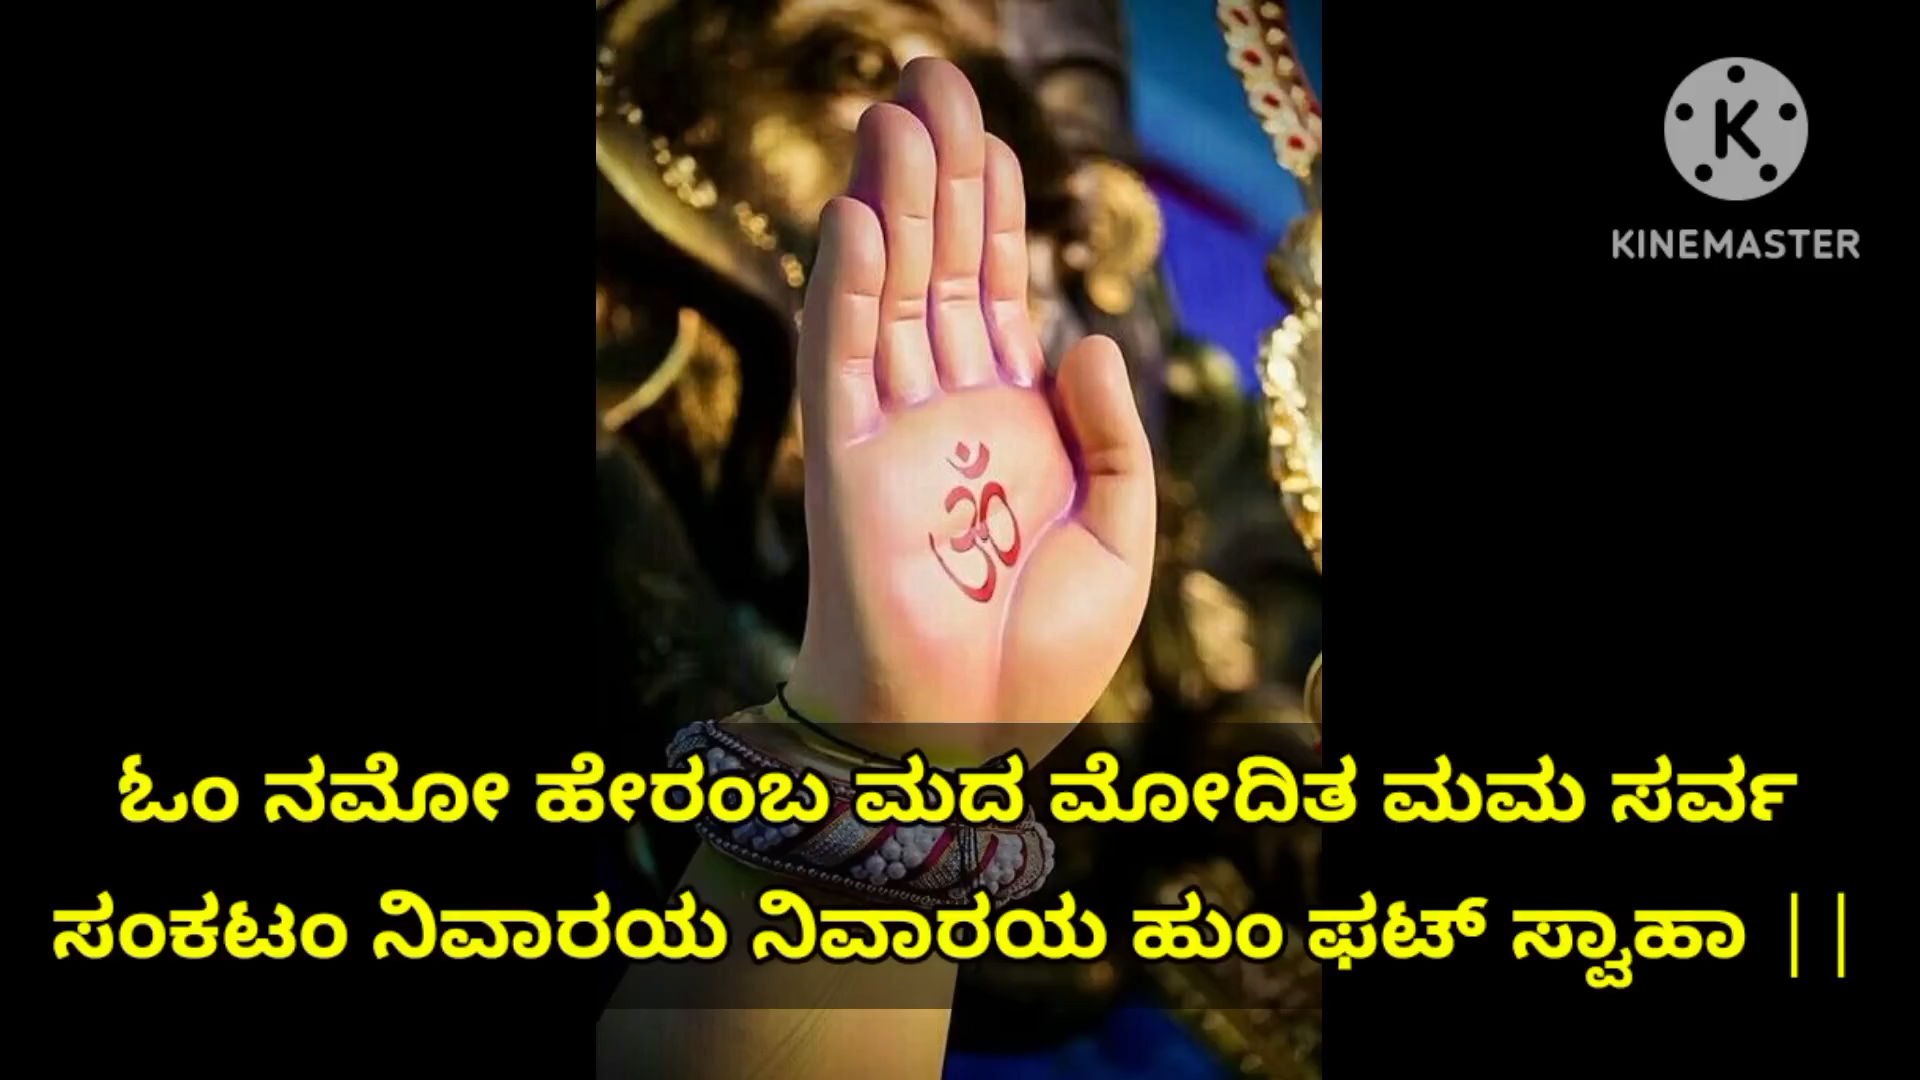 K
KINEMASTER
ॐ
ಓಂ ನಮೋ ಹೇರಂಬ ಮದ ಮೋದಿತ ಮಮ ಸರ್ವ
ಸಂಕಟಂ ನಿವಾರಯ ನಿವಾರಯ ಹುಂ ಫಟ್ ಸ್ವಾಹಾ ||